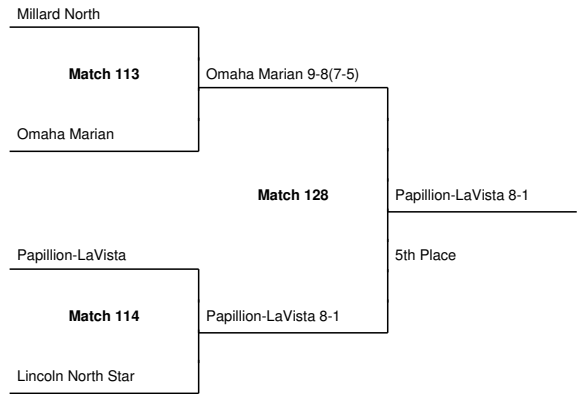 Millard North
Match 113
Omaha Marian 9-8(7-5)
Omaha Marian
Match 128
Papillion-LaVista 8-1
Papillion-LaVista
5th Place
Match 114
Papillion-LaVista 8-1
Lincoln North Star